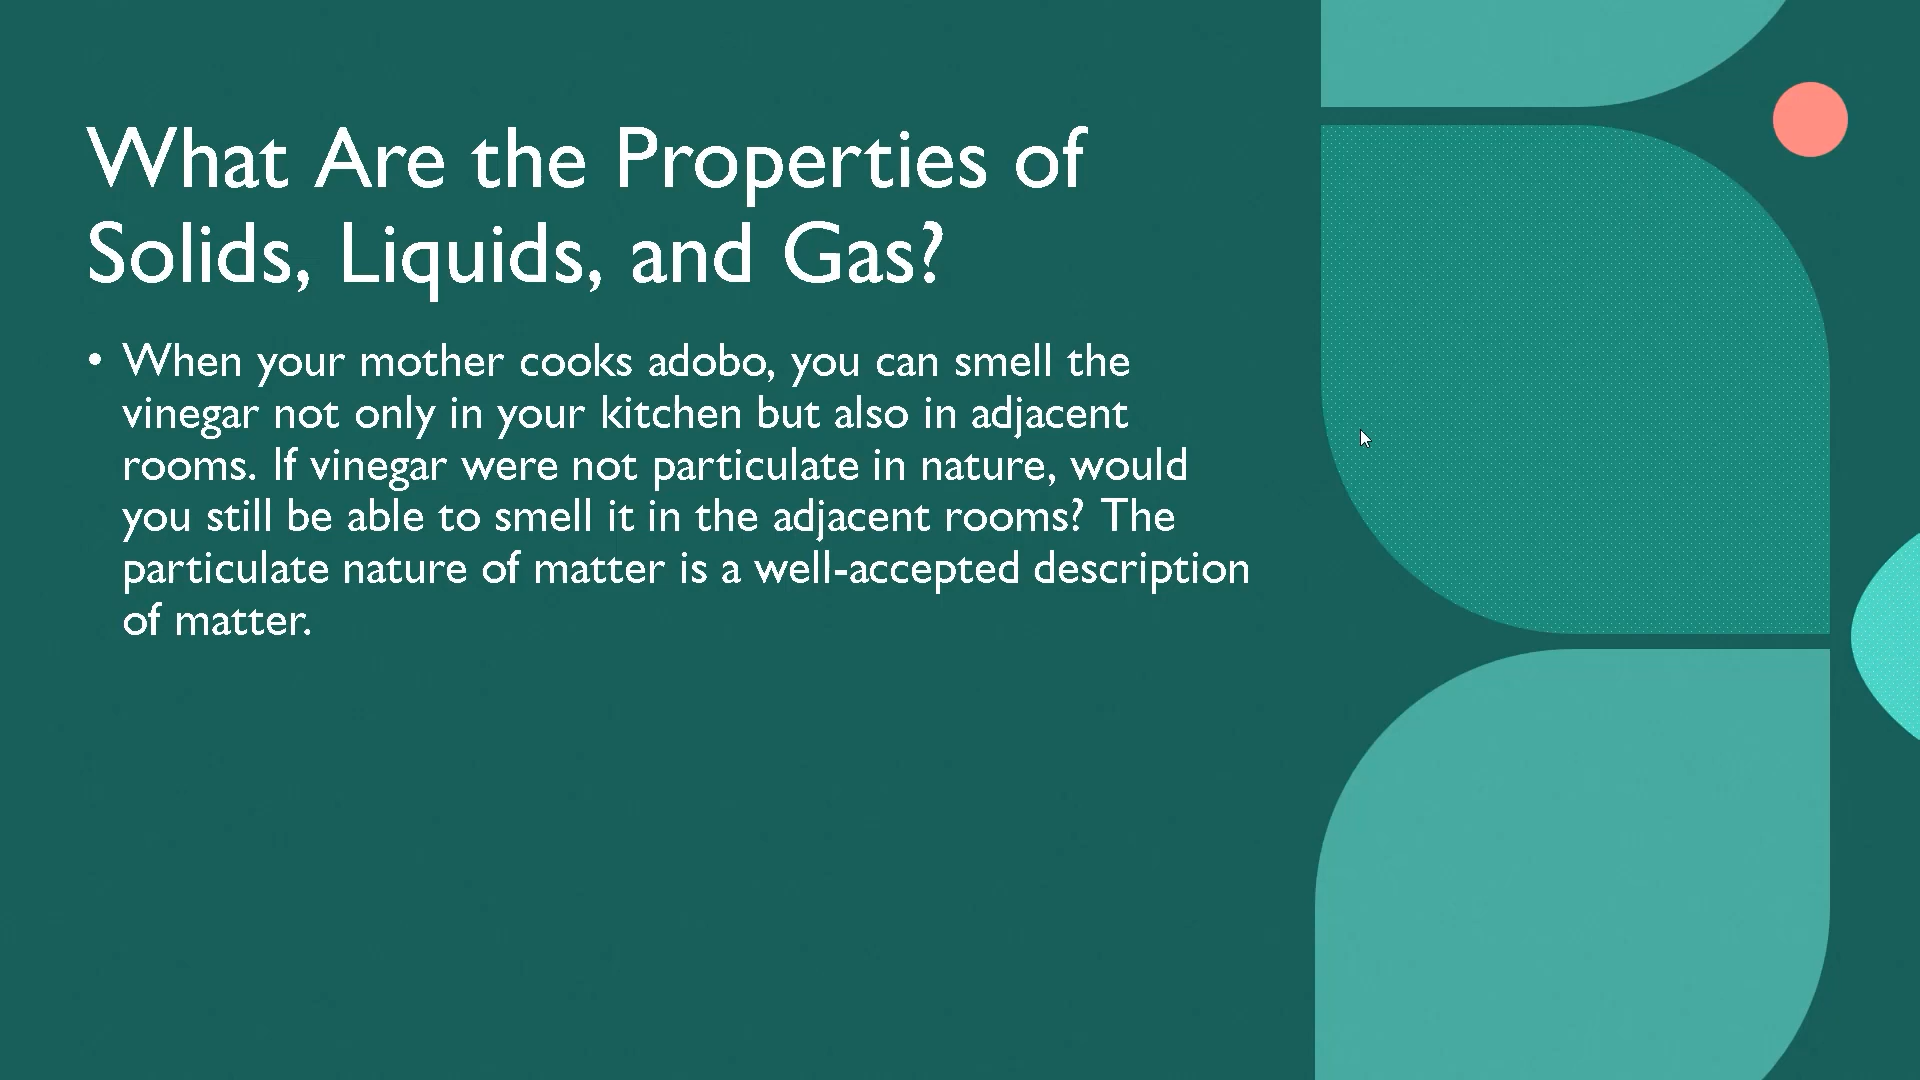 What Are the Properties of
Solids, Liquids, and Gas?
• When your mother cooks adobo, you can smell the
vinegar not only in your kitchen but also in adjacent
rooms. If vinegar were not particulate in nature, would
you still be able to smell it in the adjacent rooms? The
particulate nature of matter is a well-accepted description
of matter.